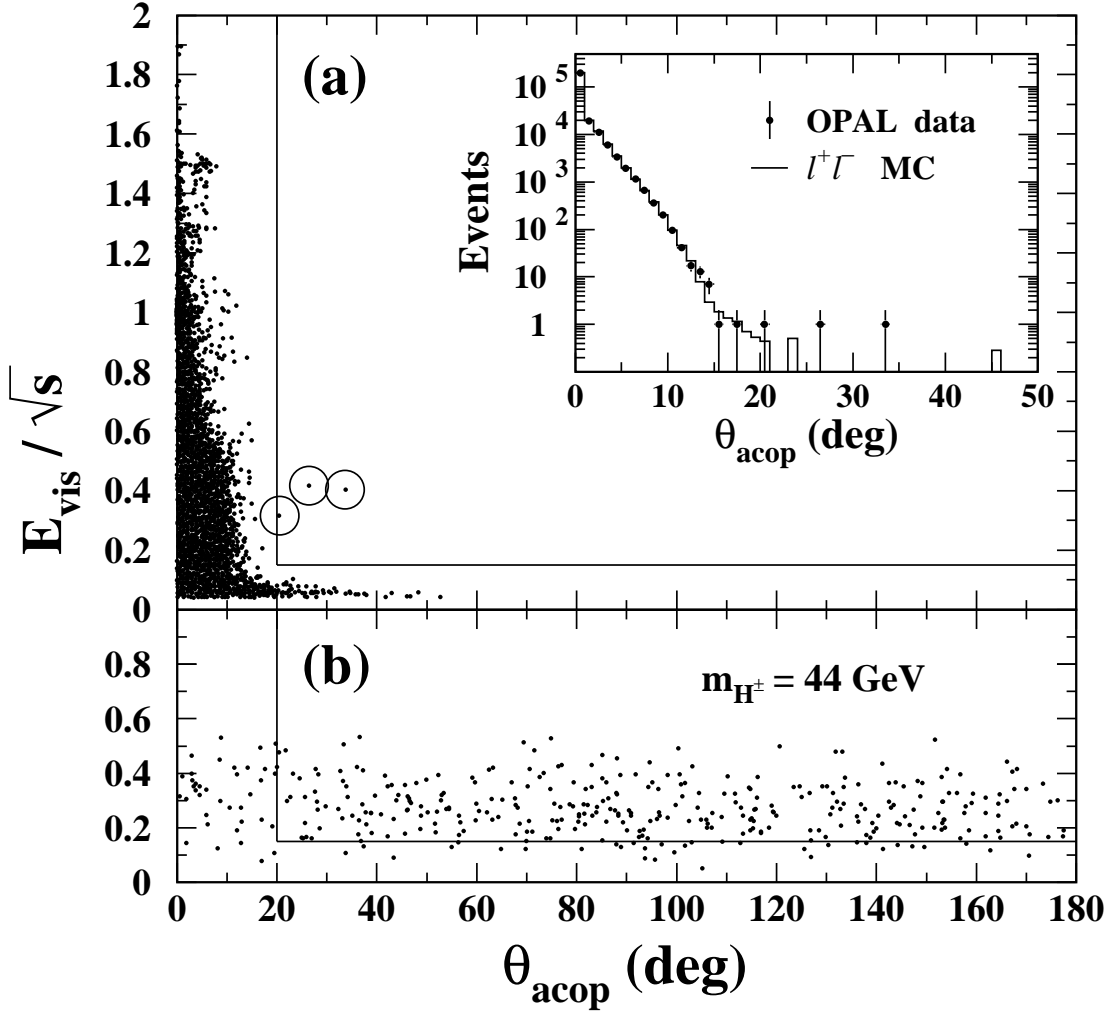 2
1.8
1.6
1.4
1.2
1
0.8
0.6
0.4
0.2
0
E_vis / √s
(a)
10^5
10^4
10^3
10^2
10
1
Events
OPAL data
l^+l^- MC
0 10 20 30 40 50
θ_acop (deg)
0.8
0.6
0.4
0.2
0
(b)
m_H^± = 44 GeV
0 20 40 60 80 100 120 140 160 180
θ_acop (deg)